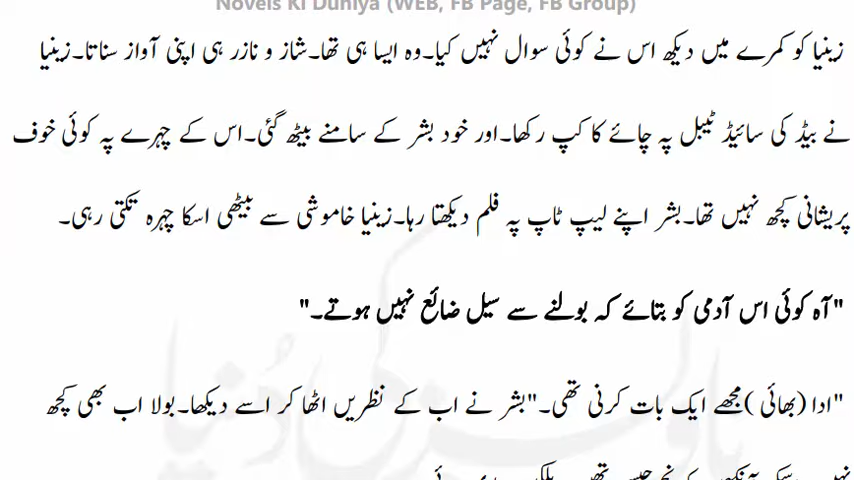 Novels Ki Duniya (WEB, FB Page, FB Group)
زینیا کو کمرے میں دیکھ اس نے کوئی سوال نہیں کیا۔وہ ایسا ہی تھا۔شاز و نازر ہی اپنی آواز سناتا۔زینیا
نے بیڈ کی سائیڈ ٹیبل پہ چائے کا کپ رکھا۔اور خود بشر کے سامنے بیٹھ گئی۔اس کے چہرے پہ کوئی خوف
پریشانی کچھ نہیں تھا۔بشر اپنے لیپ ٹاپ پہ فلم دیکھتا رہا۔زینیا خاموشی سے بیٹھی اسکا چہرہ تکتی رہی۔
"آہ کوئی اس آدمی کو بتائے کہ بولنے سے سیل ضائع نہیں ہوتے۔"
"ادا (بھائی )مجھے ایک بات کرنی تھی۔"بشر نے اب کے نظریں اٹھا کر اسے دیکھا۔بولا اب بھی کچھ